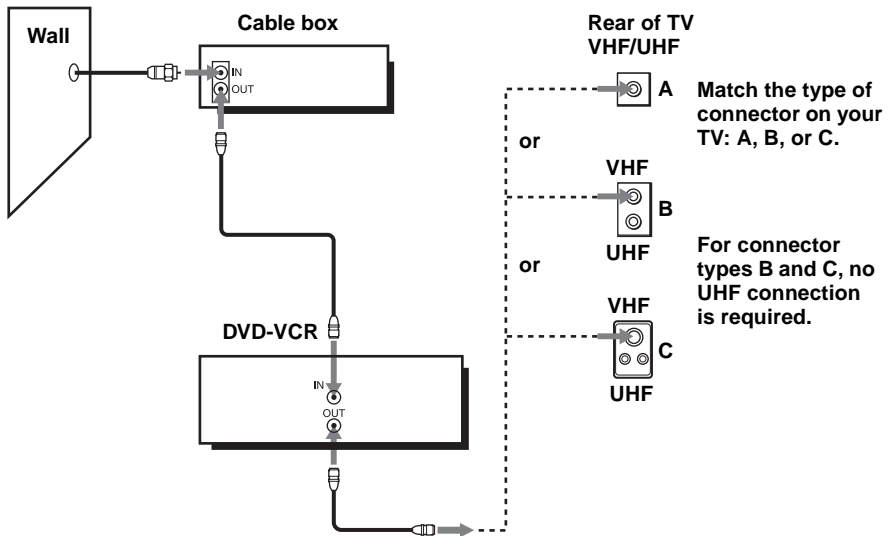 Wall
Cable box
IN
OUT
DVD-VCR
IN
OUT
Rear of TV
VHF/UHF
A
or
VHF
B
UHF
or
VHF
C
UHF
Match the type of
connector on your
TV: A, B, or C.
For connector
types B and C, no
UHF connection
is required.